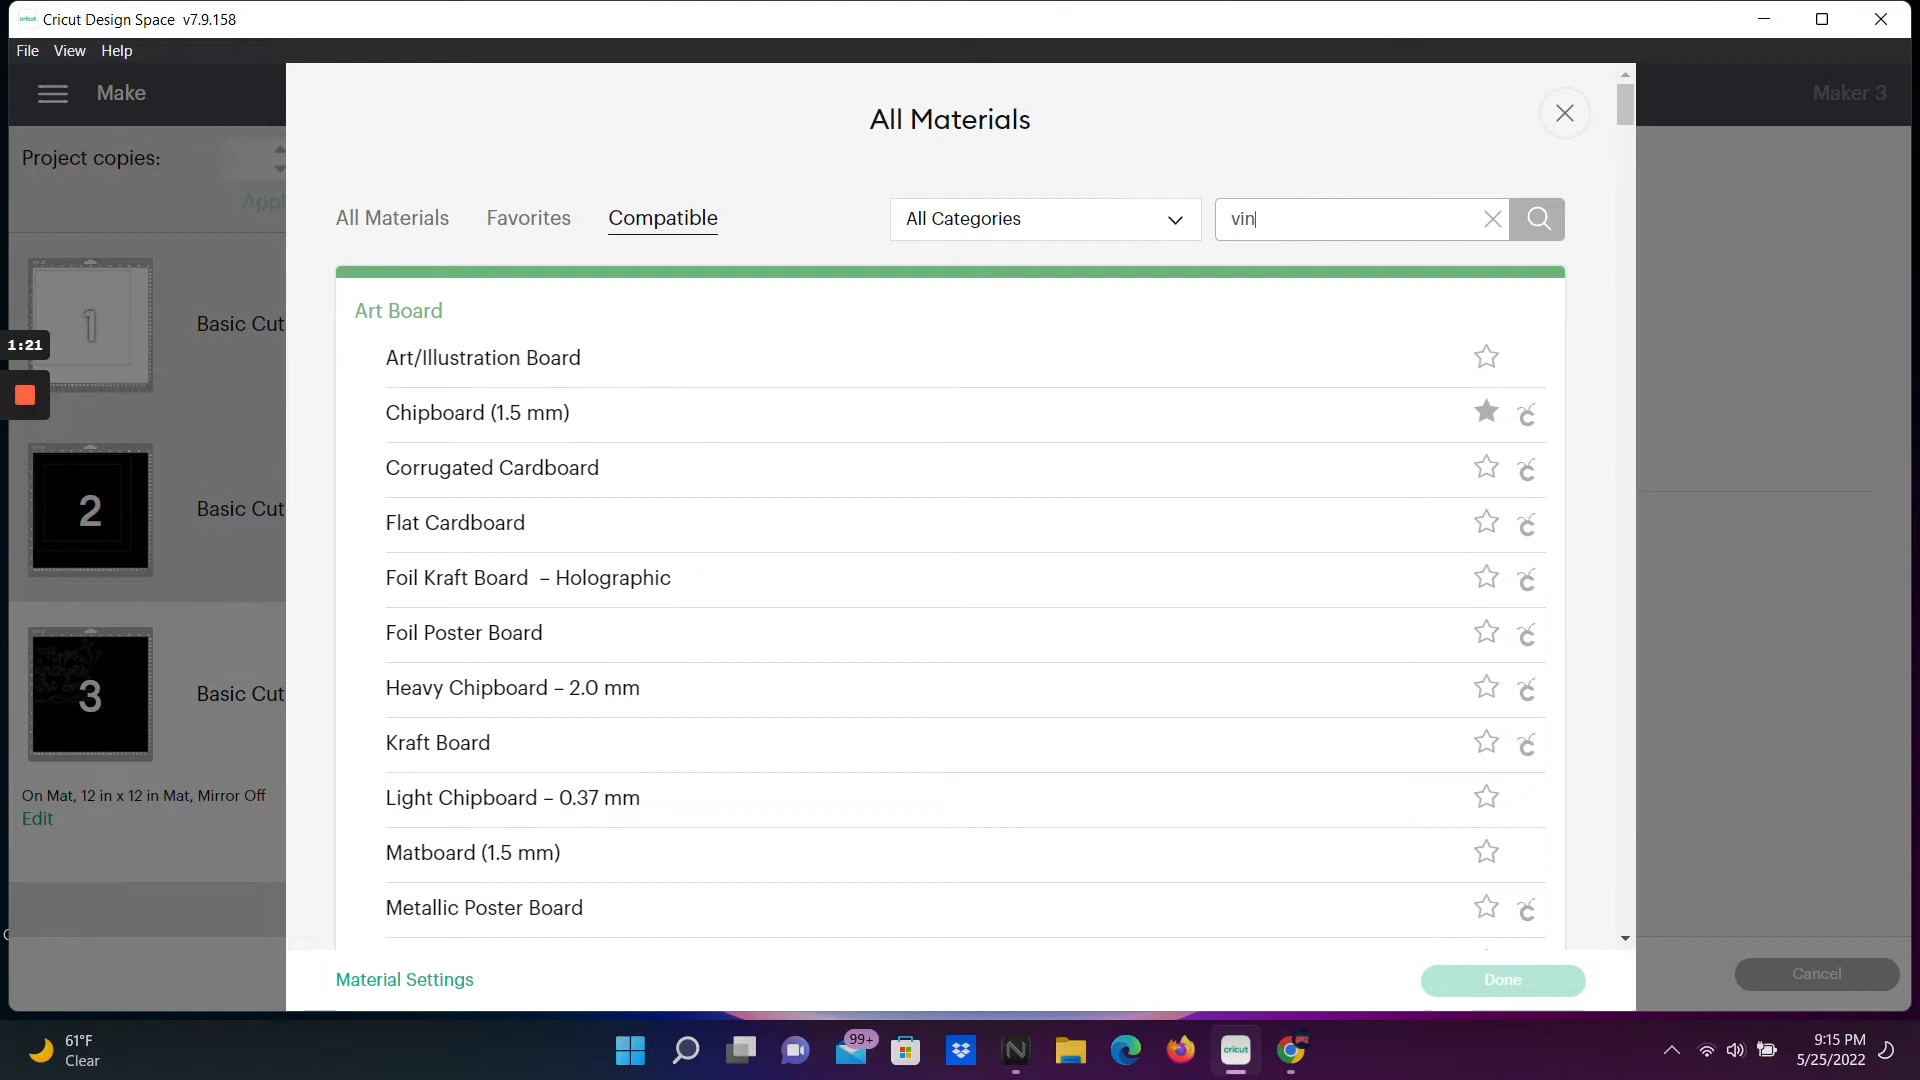 cricut Cricut Design Space v7.9.158
File View Help
Make
Maker 3
All Materials
Project copies:
Appl
All Materials Favorites Compatible
All Categories
vin
Art Board
Art/Illustration Board
Chipboard (1.5 mm)
Corrugated Cardboard
Flat Cardboard
Foil Kraft Board – Holographic
Foil Poster Board
Heavy Chipboard – 2.0 mm
Kraft Board
Light Chipboard – 0.37 mm
Matboard (1.5 mm)
Metallic Poster Board
1
Basic Cut
1:21
2
Basic Cut
3
Basic Cut
On Mat, 12 in x 12 in Mat, Mirror Off
Edit
Material Settings
Done
Cancel
61°F
Clear
99+
cricut
9:15 PM
5/25/2022